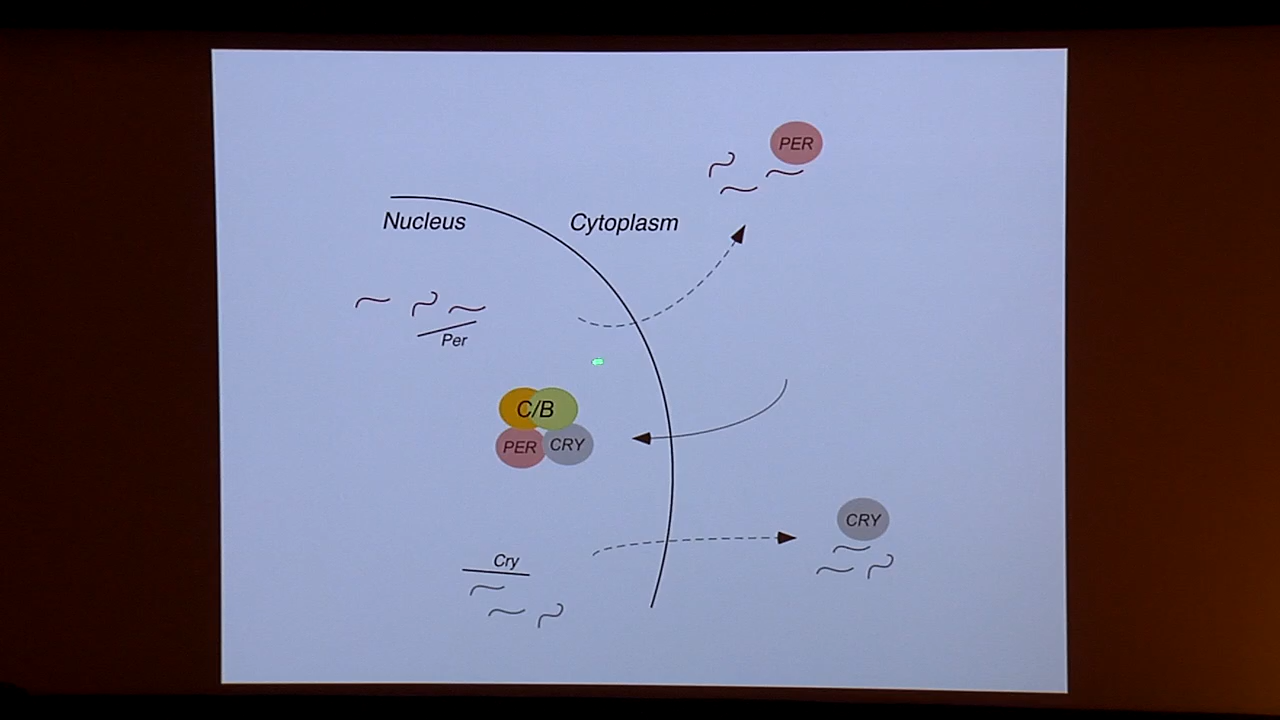 PER
Nucleus
Cytoplasm
Per
C/B
PER
CRY
CRY
Cry